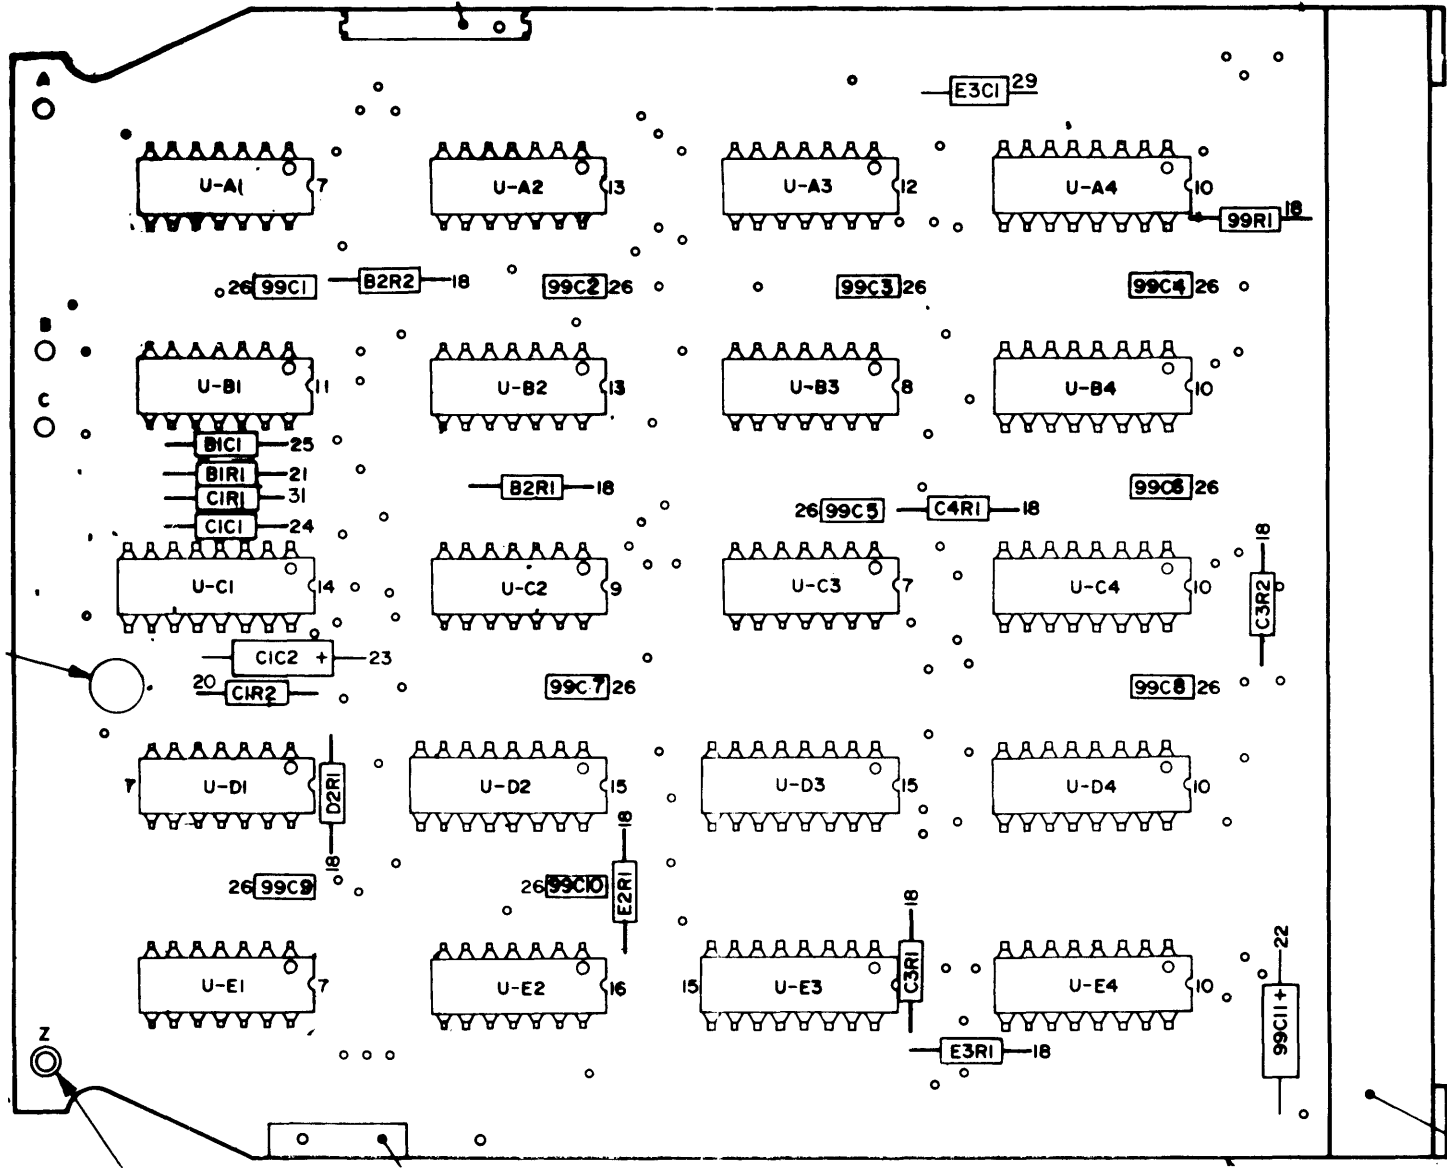 A
E3C1 29
U-A1 7
U-A2 13
U-A3 12
U-A4 10
99R1 18
26 99C1
B2R2 18
99C2 26
99C3 26
99C4 26
B
U-B1 11
U-B2 13
U-B3 8
U-B4 10
C
B1C1 25
B1R1 21
C1R1 31
C1C1 24
B2R1 18
26 99C5
C4R1 18
99C6 26
U-C1 14
U-C2 9
U-C3 7
U-C4 10
18 C3R2
C1C2 + 23
20 C1R2
99C7 26
99C8 26
7 U-D1
D2R1 18
U-D2 15
U-D3 15
U-D4 10
18 E2R1
26 99C9
26 99C10
18 C3R1
U-E1 7
U-E2 16
15 U-E3
U-E4 10
22
99C11 +
Z
E3R1 18